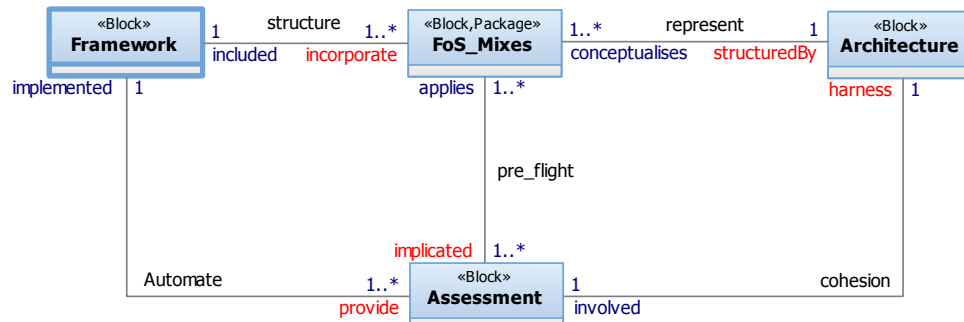 «Block»
Framework
1
structure
1..*
included
incorporate
«Block,Package»
FoS_Mixes
1..*
represent
1
conceptualises
structuredBy
«Block»
Architecture
implemented
1
applies
1..*
harness
1
pre_flight
implicated
1..*
Automate
1..*
provide
«Block»
Assessment
1
involved
cohesion